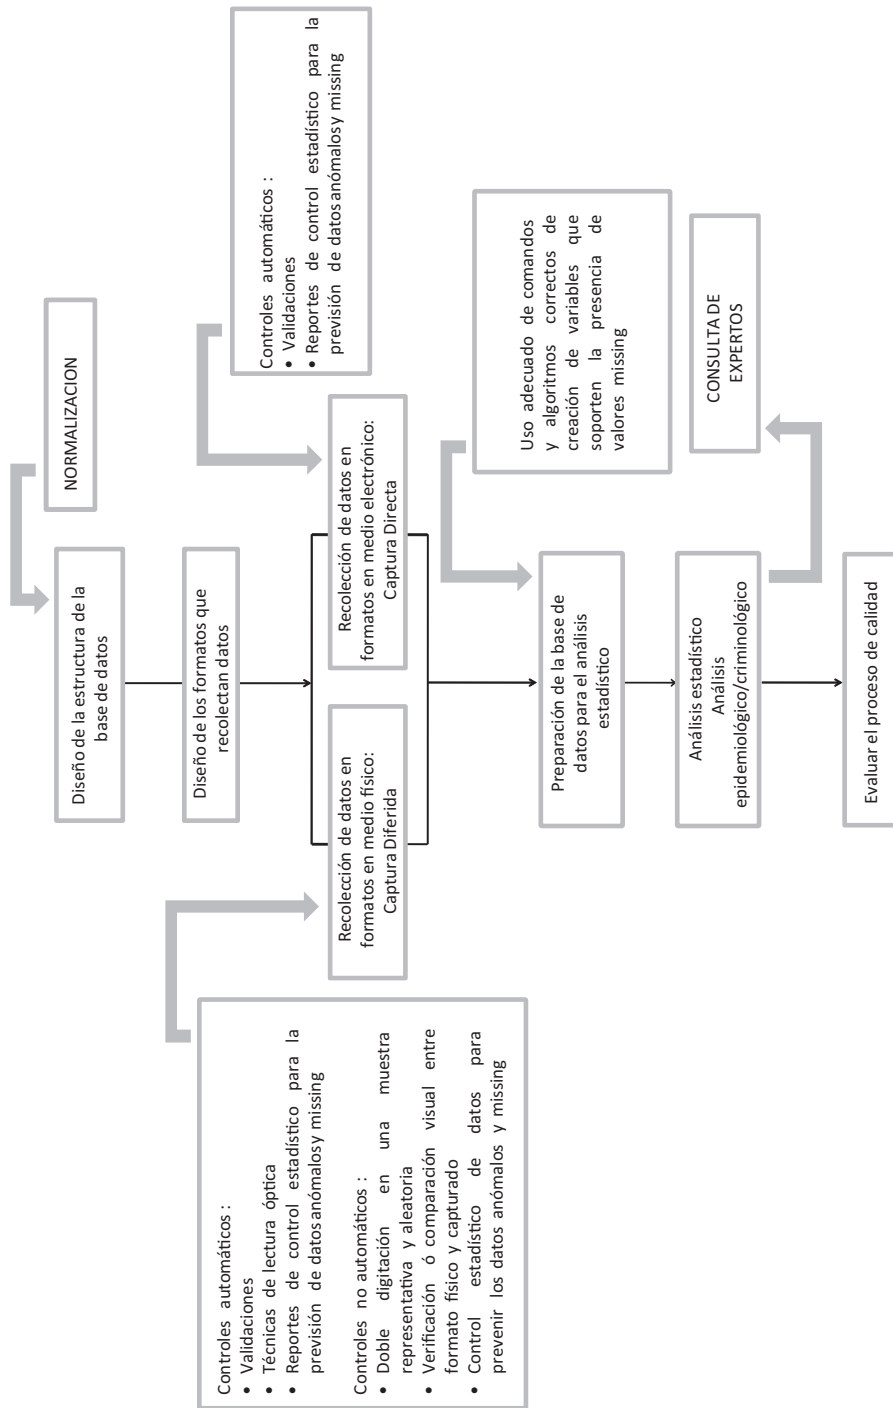 NORMALIZACION
Diseño de la estructura de la
base de datos
Diseño de los formatos que
recolectan datos
Controles automáticos :
• Validaciones
• Técnicas de lectura óptica
• Reportes de control estadístico para la
previsión de datos anómalos y missing
Controles no automáticos :
• Doble digitación en una muestra
representativa y aleatoria
• Verificación ó comparación visual entre
formato físico y capturado
• Control estadístico de datos para
prevenir los datos anómalos y missing
Recolección de datos en
formatos en medio físico:
Captura Diferida
Recolección de datos en
formatos en medio electrónico:
Captura Directa
Controles automáticos :
• Validaciones
• Reportes de control estadístico para la
previsión de datos anómalos y missing
Preparación de la base de
datos para el análisis
estadístico
Uso adecuado de comandos
y algoritmos correctos de
creación de variables que
soporten la presencia de
valores missing
Análisis estadístico
Análisis
epidemiológico/criminológico
CONSULTA DE
EXPERTOS
Evaluar el proceso de calidad